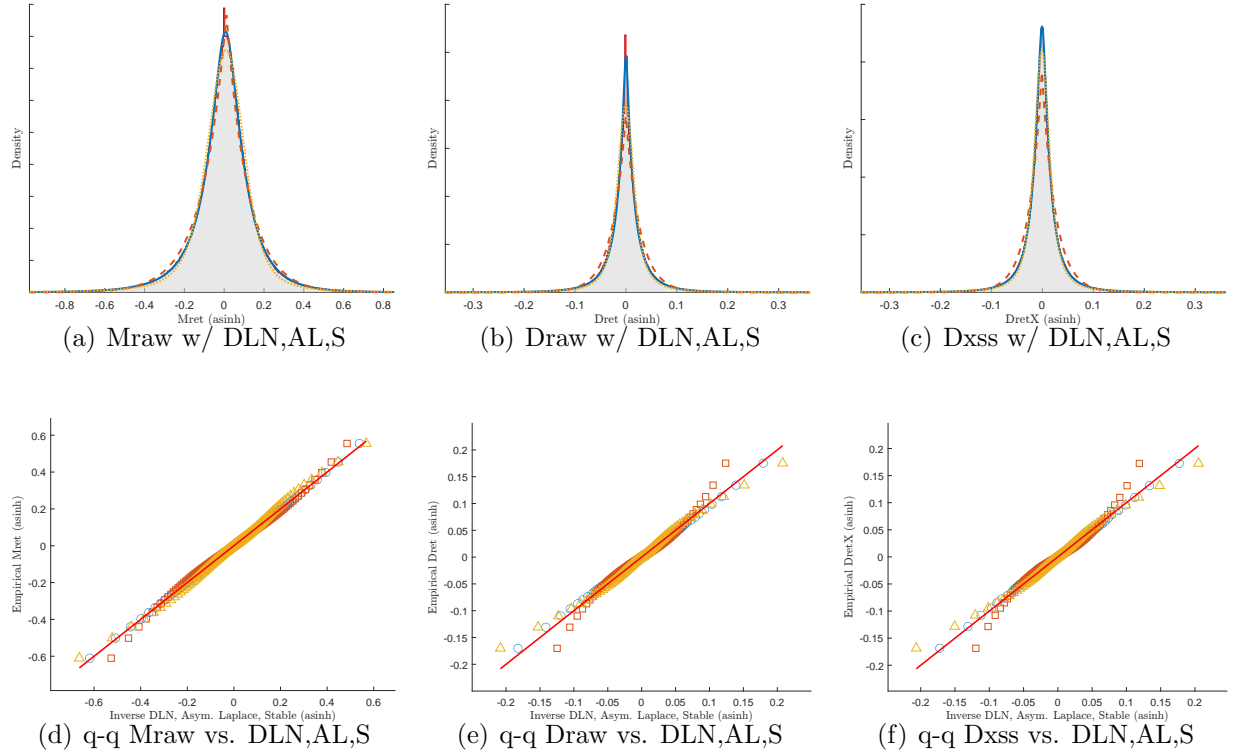 Density
-0.8 -0.6 -0.4 -0.2 0 0.2 0.4 0.6 0.8
Mret (asinh)
(a) Mraw w/ DLN,AL,S
Density
-0.3 -0.2 -0.1 0 0.1 0.2 0.3
Dret (asinh)
(b) Draw w/ DLN,AL,S
Density
-0.3 -0.2 -0.1 0 0.1 0.2 0.3
DretX (asinh)
(c) Dxss w/ DLN,AL,S
Empirical Mret (asinh)
0.6
0.4
0.2
0
-0.2
-0.4
-0.6
-0.6 -0.4 -0.2 0 0.2 0.4 0.6
Inverse DLN, Asym. Laplace, Stable (asinh)
(d) q-q Mraw vs. DLN,AL,S
Empirical Dret (asinh)
0.2
0.15
0.1
0.05
0
-0.05
-0.1
-0.15
-0.2
-0.2 -0.15 -0.1 -0.05 0 0.05 0.1 0.15 0.2
Inverse DLN, Asym. Laplace, Stable (asinh)
(e) q-q Draw vs. DLN,AL,S
Empirical DretX (asinh)
0.2
0.15
0.1
0.05
0
-0.05
-0.1
-0.15
-0.2
-0.2 -0.15 -0.1 -0.05 0 0.05 0.1 0.15 0.2
Inverse DLN, Asym. Laplace, Stable (asinh)
(f) q-q Dxss vs. DLN,AL,S